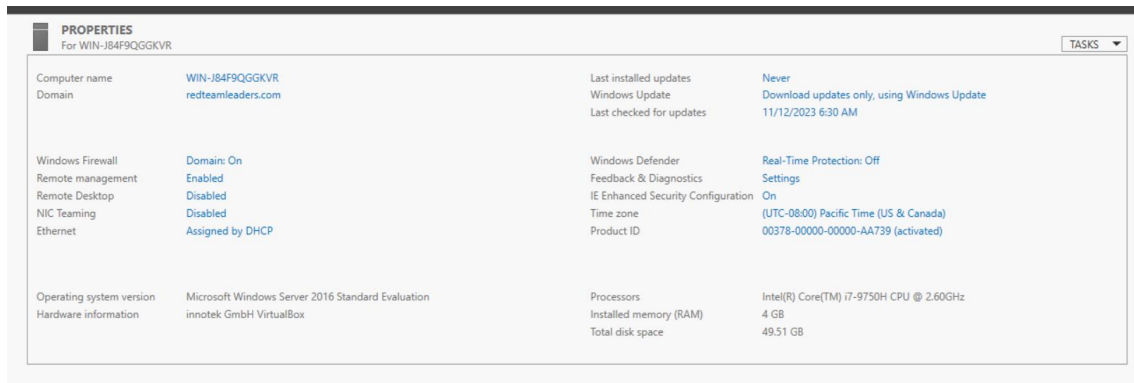 PROPERTIES
For WIN-J84F9QGGKVR
TASKS
Computer name WIN-J84F9QGGKVR Last installed updates Never
Domain redteamleaders.com Windows Update Download updates only, using Windows Update
Last checked for updates 11/12/2023 6:30 AM
Windows Firewall Domain: On Windows Defender Real-Time Protection: Off
Remote management Enabled Feedback & Diagnostics Settings
Remote Desktop Disabled IE Enhanced Security Configuration On
NIC Teaming Disabled Time zone (UTC-08:00) Pacific Time (US & Canada)
Ethernet Assigned by DHCP Product ID 00378-00000-00000-AA739 (activated)
Operating system version Microsoft Windows Server 2016 Standard Evaluation Processors Intel(R) Core(TM) i7-9750H CPU @ 2.60GHz
Hardware information innotek GmbH VirtualBox Installed memory (RAM) 4 GB
Total disk space 49.51 GB